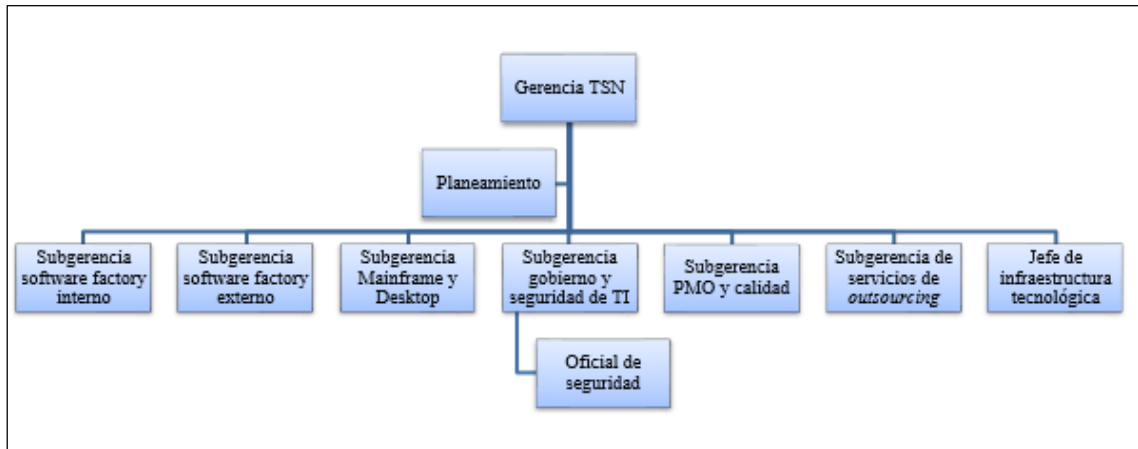 Gerencia TSN
Planeamiento
Subgerencia
software factory
interno
Subgerencia
software factory
externo
Subgerencia
Mainframe y
Desktop
Subgerencia
gobierno y
seguridad de TI
Subgerencia
PMO y calidad
Subgerencia de
servicios de
outsourcing
Jefe de
infraestructura
tecnológica
Oficial de
seguridad